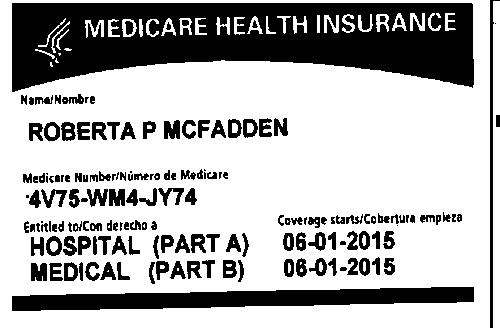 MEDICARE HEALTH INSURANCE
Name/Nombre
ROBERTA P MCFADDEN
Medicare Number/Número de Medicare
4V75-WM4-JY74
Entitled to/Con derecho a
Coverage starts/Cobertura empieza
HOSPITAL (PART A) 06-01-2015
MEDICAL (PART B) 06-01-2015